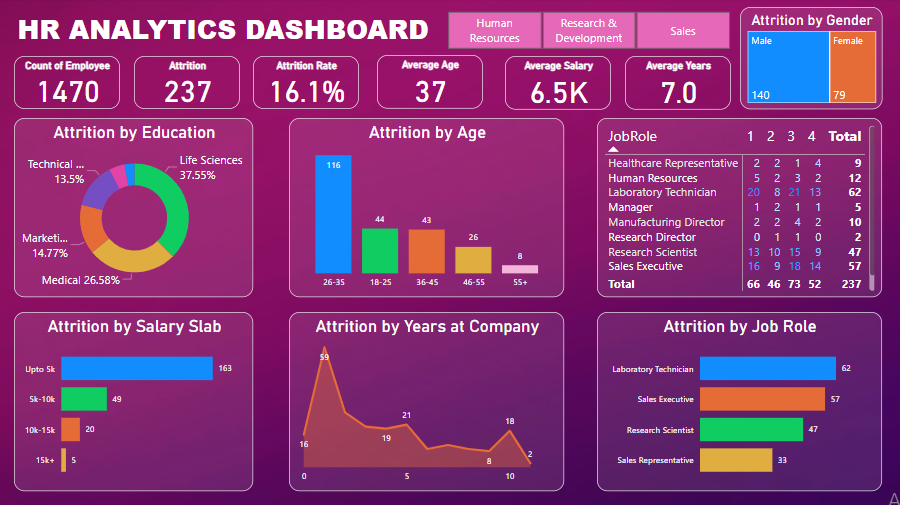 HR ANALYTICS DASHBOARD
Human
Resources
Research &
Development
Sales
Count of Employee
1470
Attrition
237
Attrition Rate
16.1%
Average Age
37
Average Salary
6.5K
Average Years
7.0
Attrition by Gender
Male
Female
140
79
Attrition by Education
Life Sciences
37.55%
Technical ...
13.5%
Marketi...
14.77%
Medical 26.58%
Attrition by Age
116
44
43
26
8
26-35 18-25 36-45 46-55 55+
JobRole 1 2 3 4 Total
Healthcare Representative 2 2 1 4 9
Human Resources 5 2 3 2 12
Laboratory Technician 20 8 21 13 62
Manager 1 2 1 1 5
Manufacturing Director 2 2 4 2 10
Research Director 0 1 1 0 2
Research Scientist 13 10 15 9 47
Sales Executive 16 9 18 14 57
Total 66 46 73 52 237
Attrition by Salary Slab
Upto 5k 163
5k-10k 49
10k-15k 20
15k+ 5
Attrition by Years at Company
59
16
19
21
8
18
2
0 5 10
Attrition by Job Role
Laboratory Technician 62
Sales Executive 57
Research Scientist 47
Sales Representative 33
A